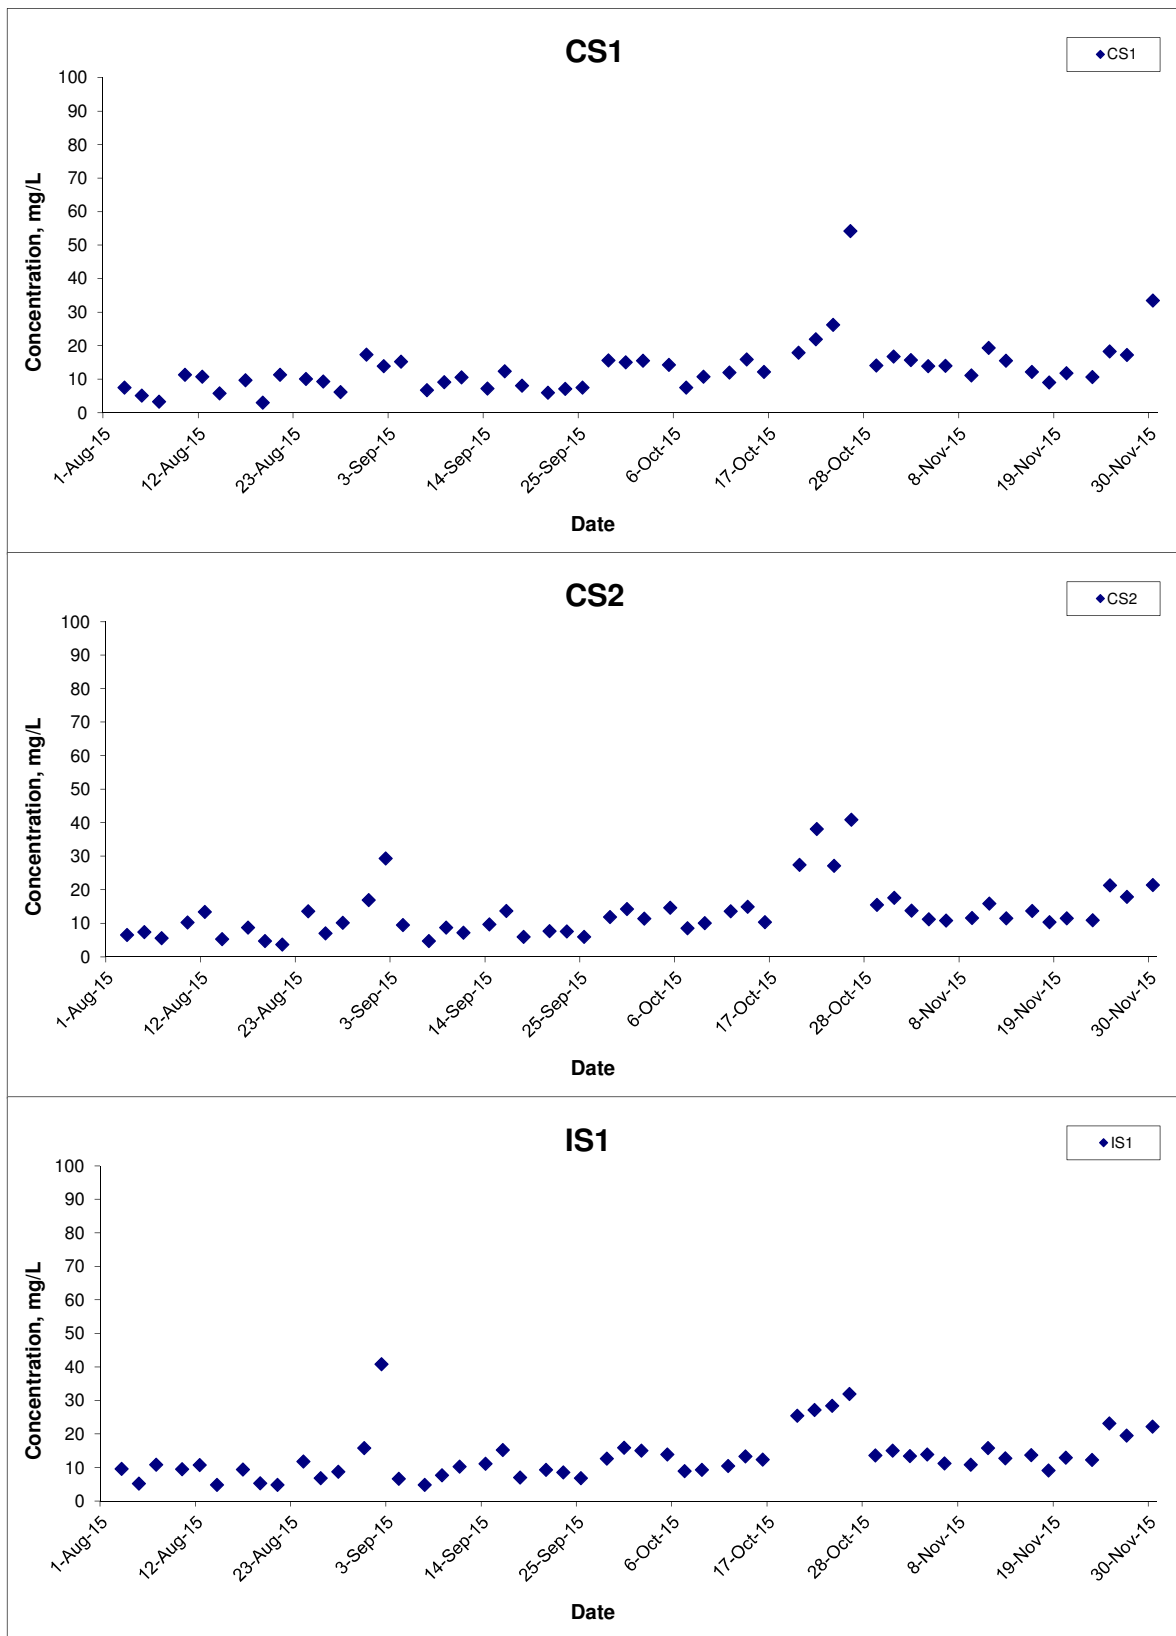 CS1
CS1
100
90
80
70
60
50
40
30
20
10
0
Concentration, mg/L
1-Aug-15
12-Aug-15
23-Aug-15
3-Sep-15
14-Sep-15
25-Sep-15
6-Oct-15
17-Oct-15
28-Oct-15
8-Nov-15
19-Nov-15
30-Nov-15
Date
CS2
CS2
100
90
80
70
60
50
40
30
20
10
0
Concentration, mg/L
1-Aug-15
12-Aug-15
23-Aug-15
3-Sep-15
14-Sep-15
25-Sep-15
6-Oct-15
17-Oct-15
28-Oct-15
8-Nov-15
19-Nov-15
30-Nov-15
Date
IS1
IS1
100
90
80
70
60
50
40
30
20
10
0
Concentration, mg/L
1-Aug-15
12-Aug-15
23-Aug-15
3-Sep-15
14-Sep-15
25-Sep-15
6-Oct-15
17-Oct-15
28-Oct-15
8-Nov-15
19-Nov-15
30-Nov-15
Date